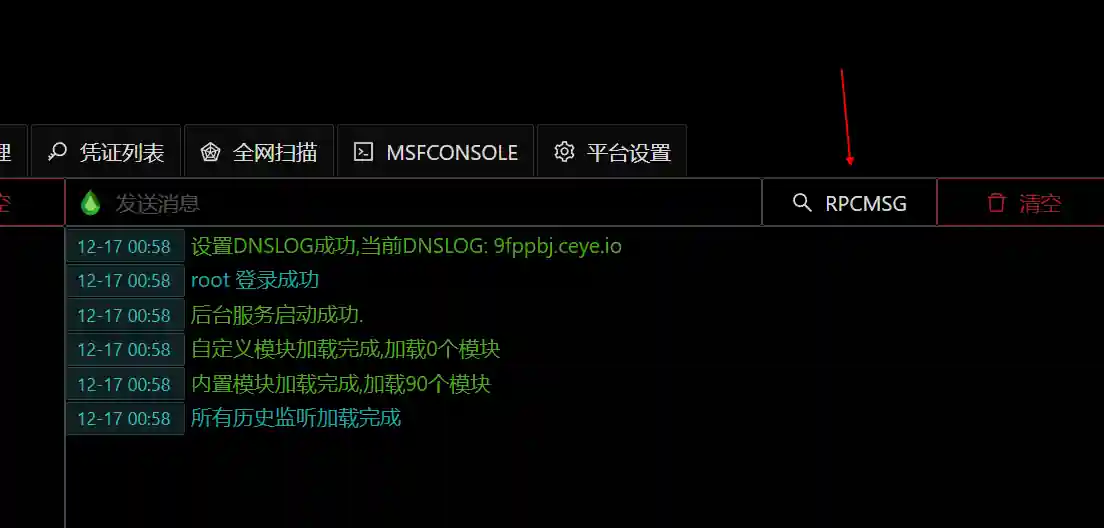 理 凭证列表 全网扫描 MSFCONSOLE 平台设置
空 发送消息 RPCMSG 清空
12-17 00:58 设置DNSLOG成功,当前DNSLOG: 9fppbj.ceye.io
12-17 00:58 root 登录成功
12-17 00:58 后台服务启动成功.
12-17 00:58 自定义模块加载完成,加载0个模块
12-17 00:58 内置模块加载完成,加载90个模块
12-17 00:58 所有历史监听加载完成